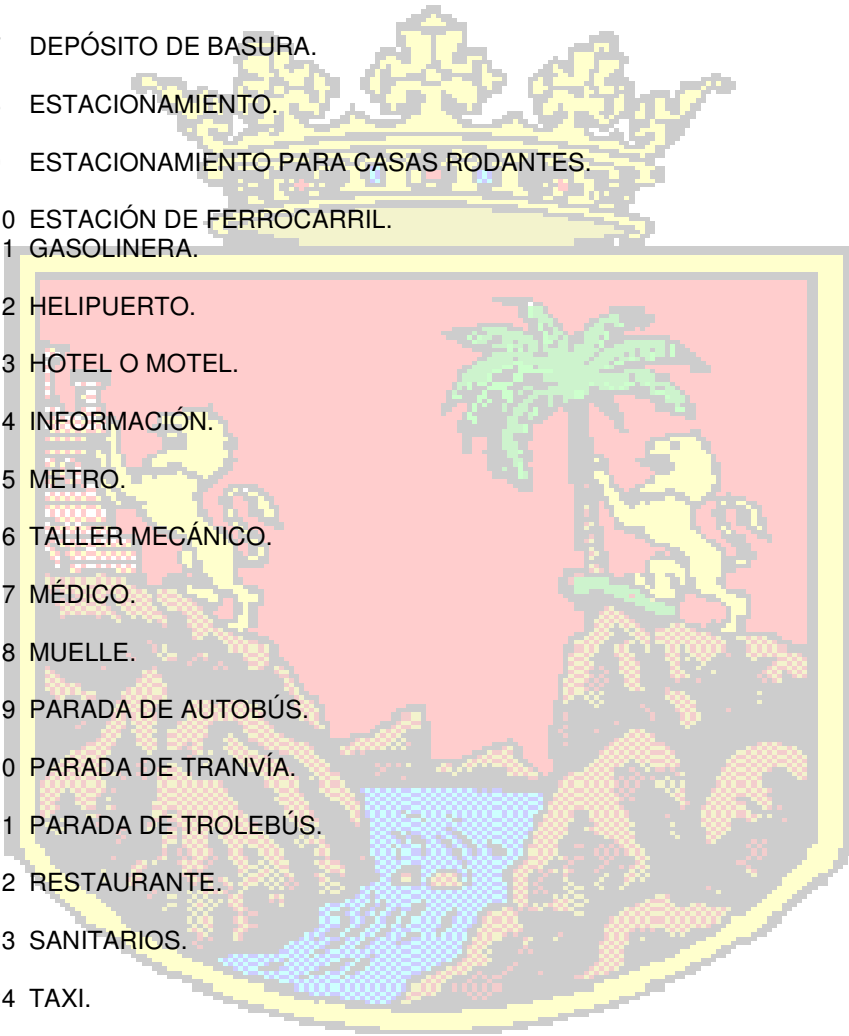 DEPÓSITO DE BASURA.
ESTACIONAMIENTO.
ESTACIONAMIENTO PARA CASAS RODANTES.
0 ESTACIÓN DE FERROCARRIL.
1 GASOLINERA.
2 HELIPUERTO.
3 HOTEL O MOTEL.
4 INFORMACIÓN.
5 METRO.
6 TALLER MECÁNICO.
7 MÉDICO.
8 MUELLE.
9 PARADA DE AUTOBÚS.
0 PARADA DE TRANVÍA.
1 PARADA DE TROLEBÚS.
2 RESTAURANTE.
3 SANITARIOS.
4 TAXI.